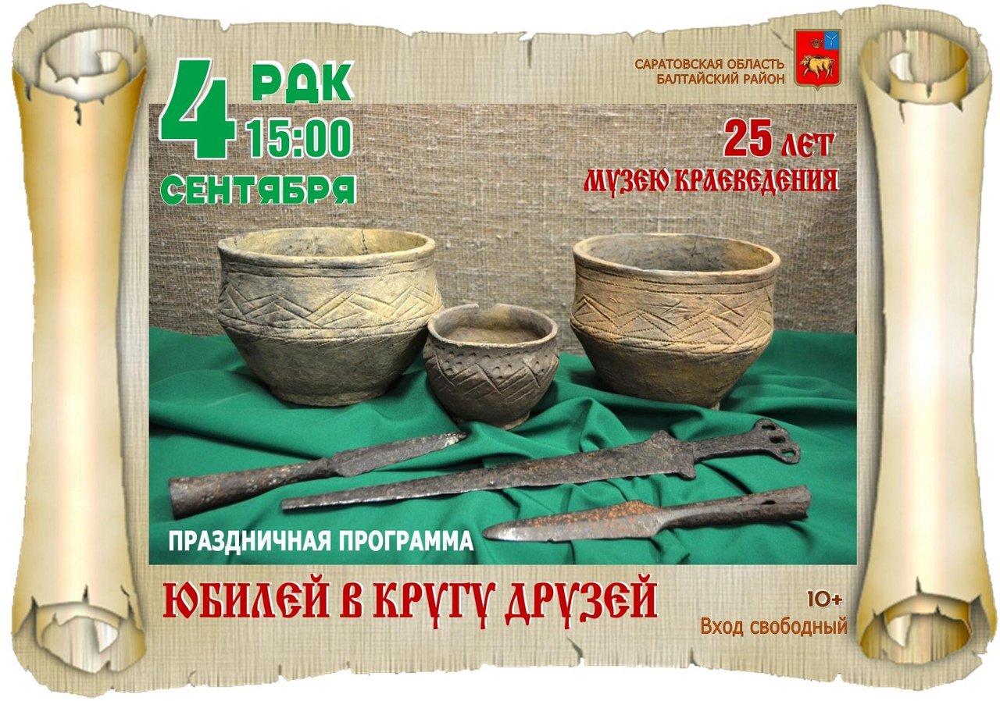 4 РДК
15:00
СЕНТЯБРЯ
САРАТОВСКАЯ ОБЛАСТЬ
БАЛТАЙСКИЙ РАЙОН
25 ЛЕТ
МУЗЕЮ КРАЕВЕДЕНИЯ
ПРАЗДНИЧНАЯ ПРОГРАММА
ЮБИЛЕЙ В КРУГУ ДРУЗЕЙ
10+
Вход свободный